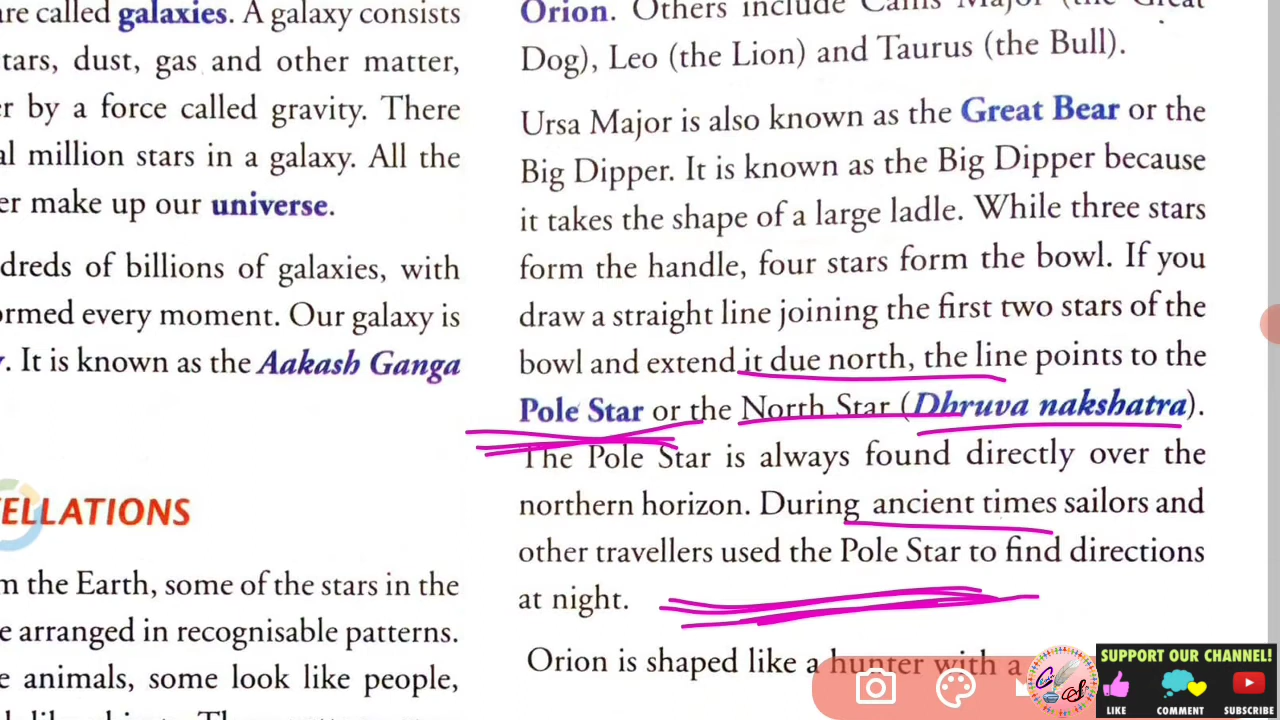 are called galaxies. A galaxy consists
tars, dust, gas and other matter,
er by a force called gravity. There
al million stars in a galaxy. All the
er make up our universe.
dreds of billions of galaxies, with
ormed every moment. Our galaxy is
y. It is known as the Aakash Ganga
ELLATIONS
m the Earth, some of the stars in the
e arranged in recognisable patterns.
e animals, some look like people,
Orion. Others include Canis Major (the Great
Dog), Leo (the Lion) and Taurus (the Bull).
Ursa Major is also known as the Great Bear or the
Big Dipper. It is known as the Big Dipper because
it takes the shape of a large ladle. While three stars
form the handle, four stars form the bowl. If you
draw a straight line joining the first two stars of the
bowl and extend it due north, the line points to the
Pole Star or the North Star (Dhruva nakshatra).
The Pole Star is always found directly over the
northern horizon. During ancient times sailors and
other travellers used the Pole Star to find directions
at night.
Orion is shaped like a hunter with a
SUPPORT OUR CHANNEL!
LIKE COMMENT SUBSCRIBE